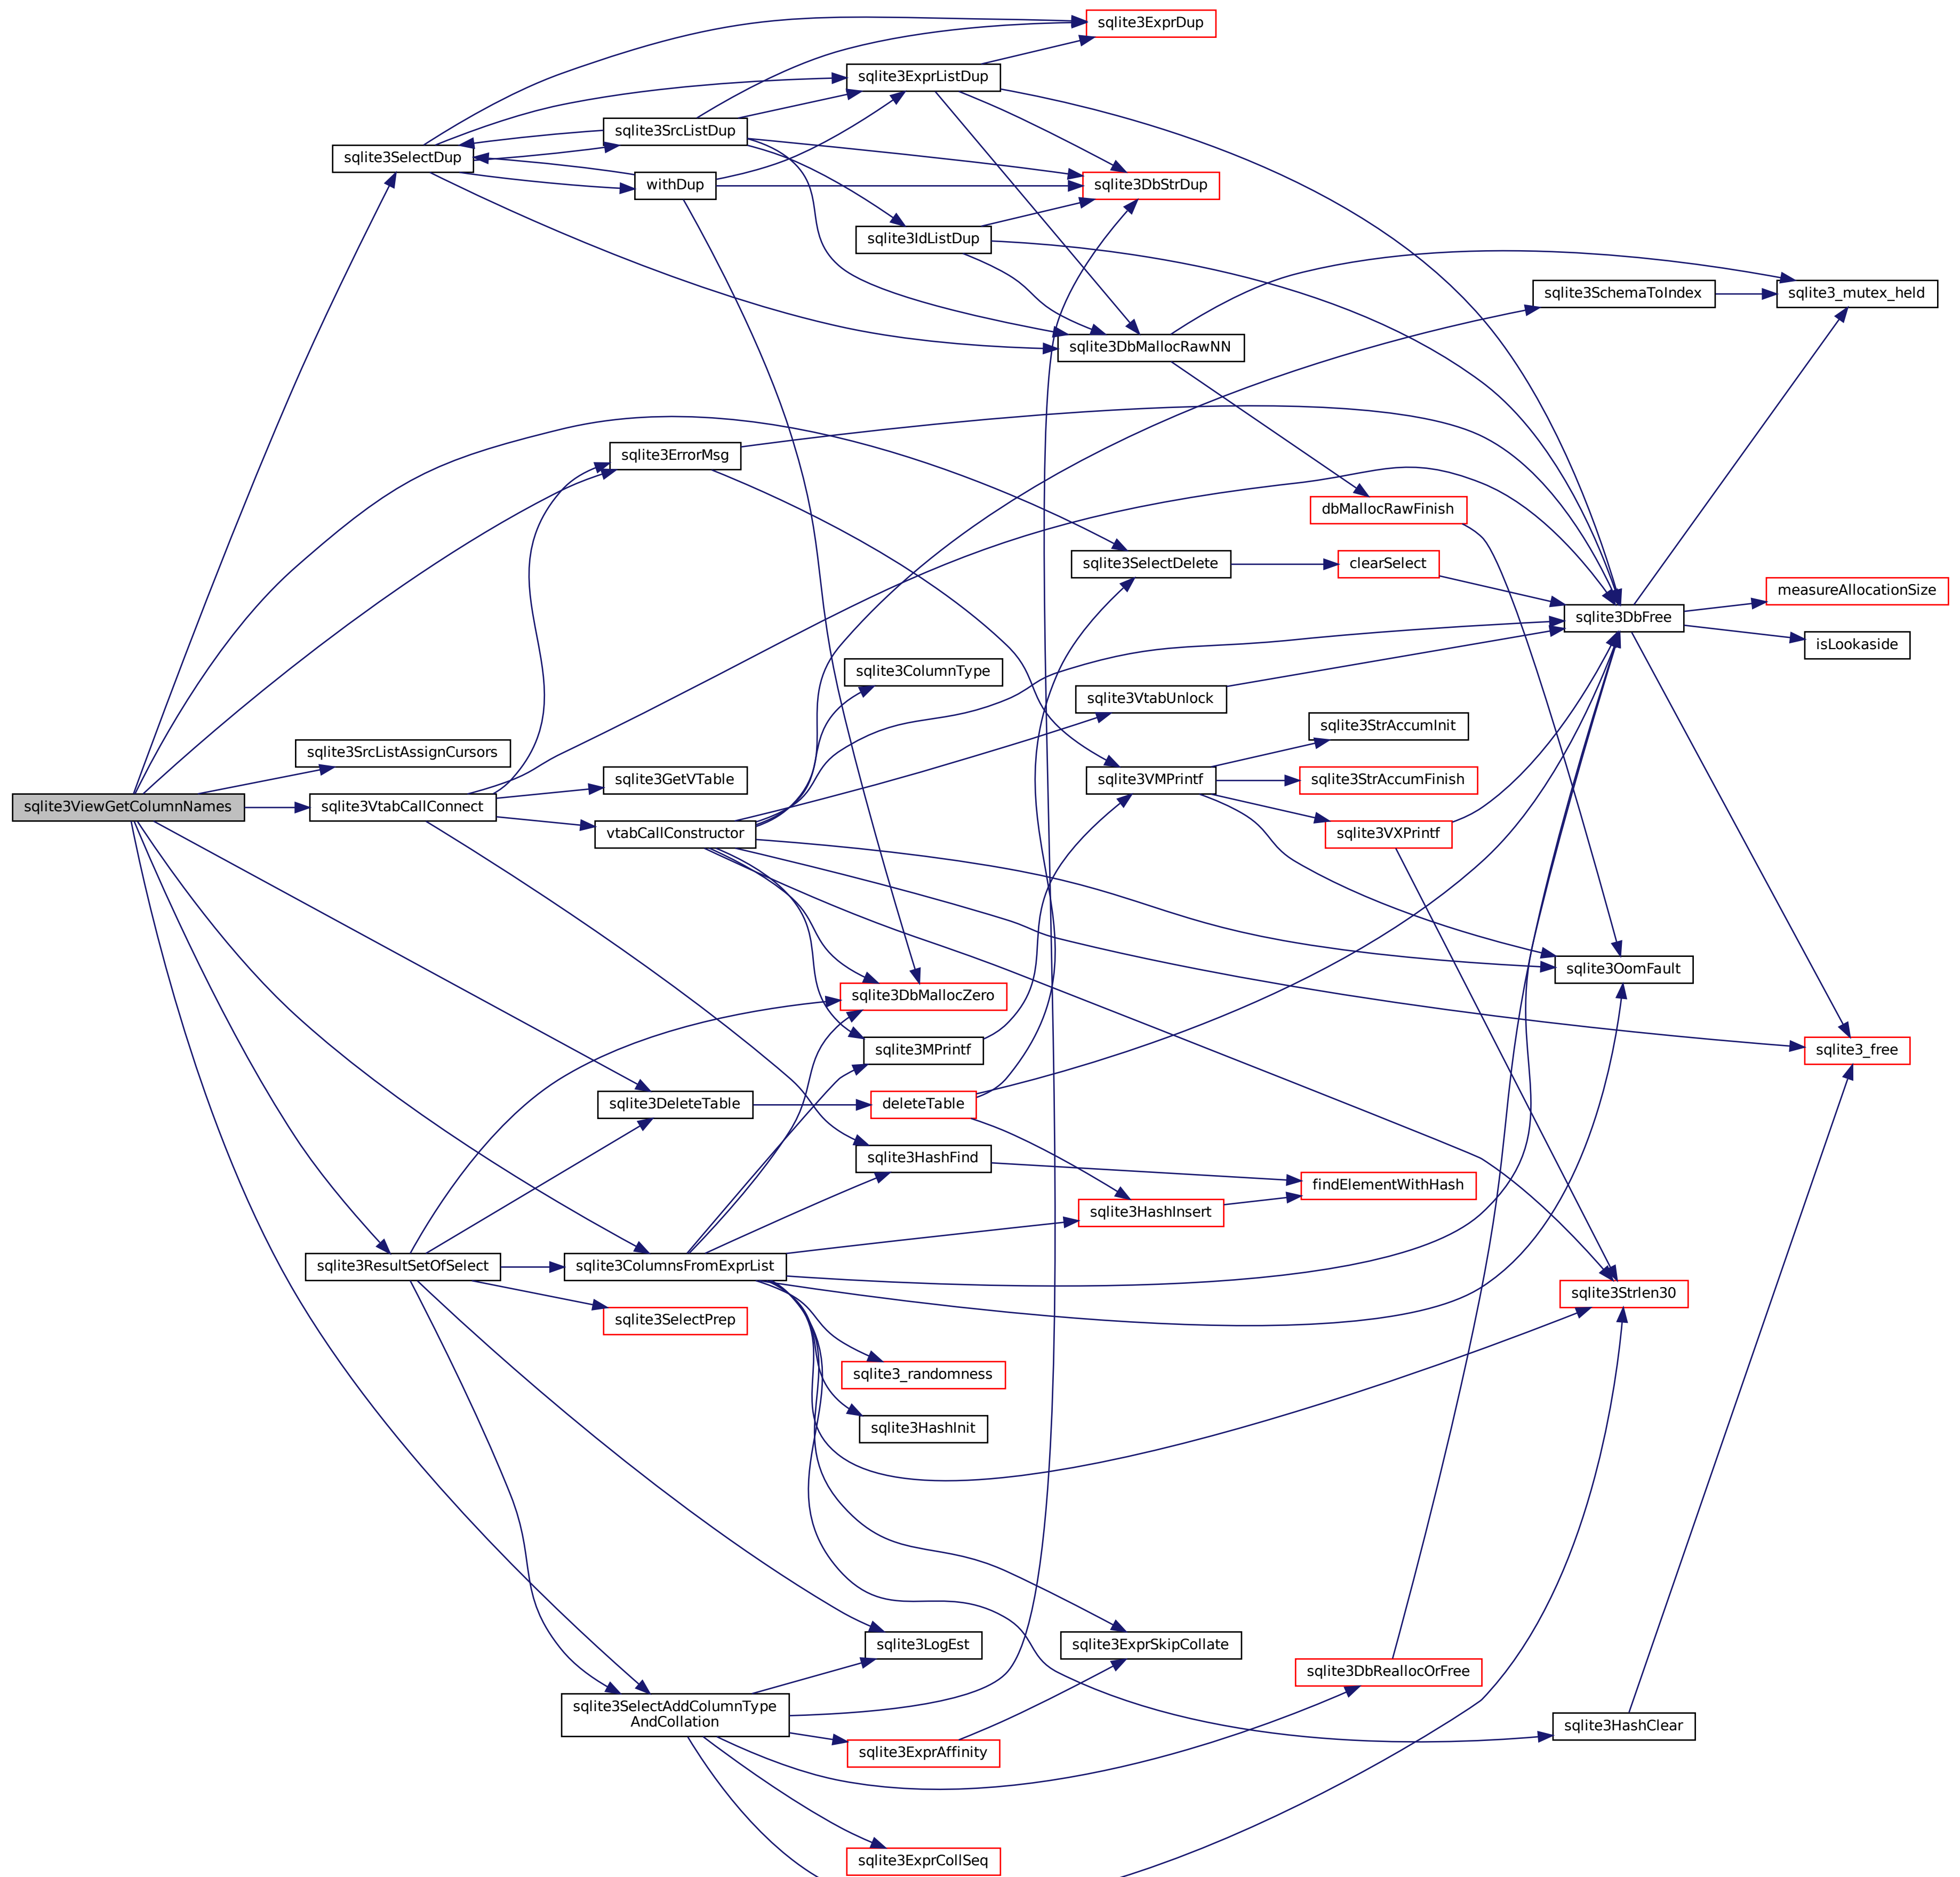 sqlite3ExprDup
sqlite3ExprListDup
sqlite3SrcListDup
sqlite3SelectDup
withDup
sqlite3DbStrDup
sqlite3IdListDup
sqlite3SchemaToIndex
sqlite3_mutex_held
sqlite3DbMallocRawNN
sqlite3ErrorMsg
dbMallocRawFinish
sqlite3SelectDelete
clearSelect
measureAllocationSize
sqlite3DbFree
isLookaside
sqlite3ColumnType
sqlite3VtabUnlock
sqlite3StrAccumInit
sqlite3SrcListAssignCursors
sqlite3GetVTable
sqlite3VMPrintf
sqlite3StrAccumFinish
sqlite3ViewGetColumnNames
sqlite3VtabCallConnect
vtabCallConstructor
sqlite3VXPrintf
sqlite3OomFault
sqlite3DbMallocZero
sqlite3MPrintf
sqlite3_free
sqlite3DeleteTable
deleteTable
sqlite3HashFind
findElementWithHash
sqlite3HashInsert
sqlite3ResultSetOfSelect
sqlite3ColumnsFromExprList
sqlite3Strlen30
sqlite3SelectPrep
sqlite3_randomness
sqlite3HashInit
sqlite3LogEst
sqlite3ExprSkipCollate
sqlite3DbReallocOrFree
sqlite3SelectAddColumnType
AndCollation
sqlite3HashClear
sqlite3ExprAffinity
sqlite3ExprCollSeq